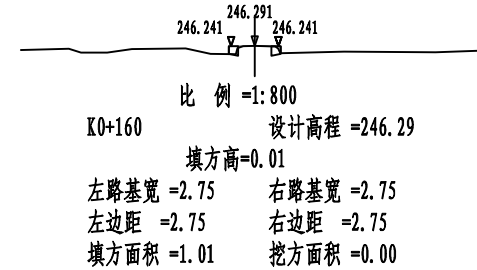 246.291
246.241 246.241
比 例 =1:800
K0+160 设计高程 =246.29
填方高=0.01
左路基宽 =2.75 右路基宽 =2.75
左边距 =2.75 右边距 =2.75
填方面积 =1.01 挖方面积 =0.00